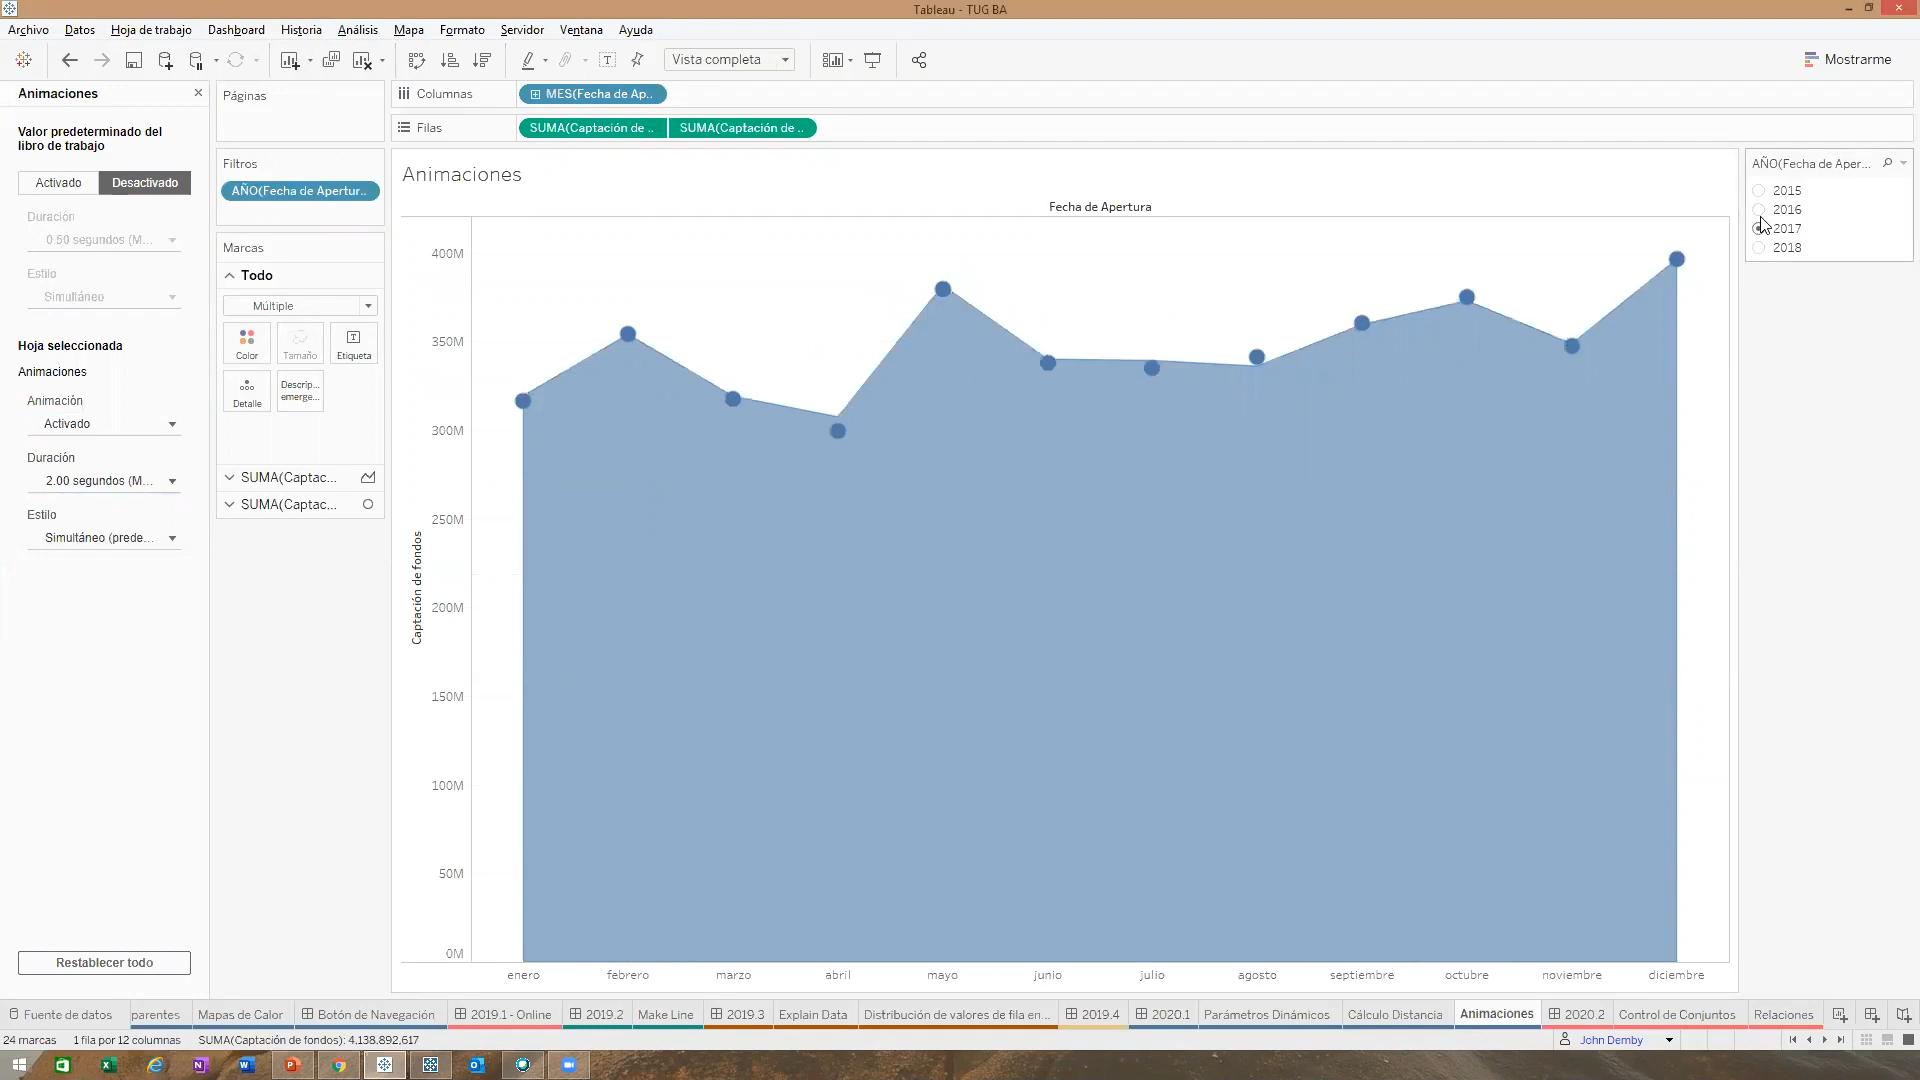 Tableau - TUG BA
Archivo Datos Hoja de trabajo Dashboard Historia Análisis Mapa Formato Servidor Ventana Ayuda
Vista completa
Mostrarme
Animaciones
Valor predeterminado del
libro de trabajo
Activado Desactivado
Duración
0.50 segundos (M...
Estilo
Simultáneo
Hoja seleccionada
Animaciones
Animación
Activado
Duración
2.00 segundos (M...
Estilo
Simultáneo (prede...
Restablecer todo
Páginas
Filtros
AÑO(Fecha de Apertur..
Marcas
Todo
Múltiple
Color Tamaño Etiqueta
Detalle
Descrip...
emerge...
SUMA(Captac...
SUMA(Captac...
Columnas MES(Fecha de Ap..
Filas SUMA(Captación de .. SUMA(Captación de ..
Animaciones
Fecha de Apertura
Captación de fondos
400M
350M
300M
250M
200M
150M
100M
50M
0M
enero febrero marzo abril mayo junio julio agosto septiembre octubre noviembre diciembre
AÑO(Fecha de Aper...
2015
2016
2017
2018
Fuente de datos parentes Mapas de Calor Botón de Navegación 2019.1 - Online 2019.2 Make Line 2019.3 Explain Data Distribución de valores de fila en... 2019.4 2020.1 Parámetros Dinámicos Cálculo Distancia Animaciones 2020.2 Control de Conjuntos Relaciones
24 marcas 1 fila por 12 columnas SUMA(Captación de fondos): 4,138,892,617 John Demby